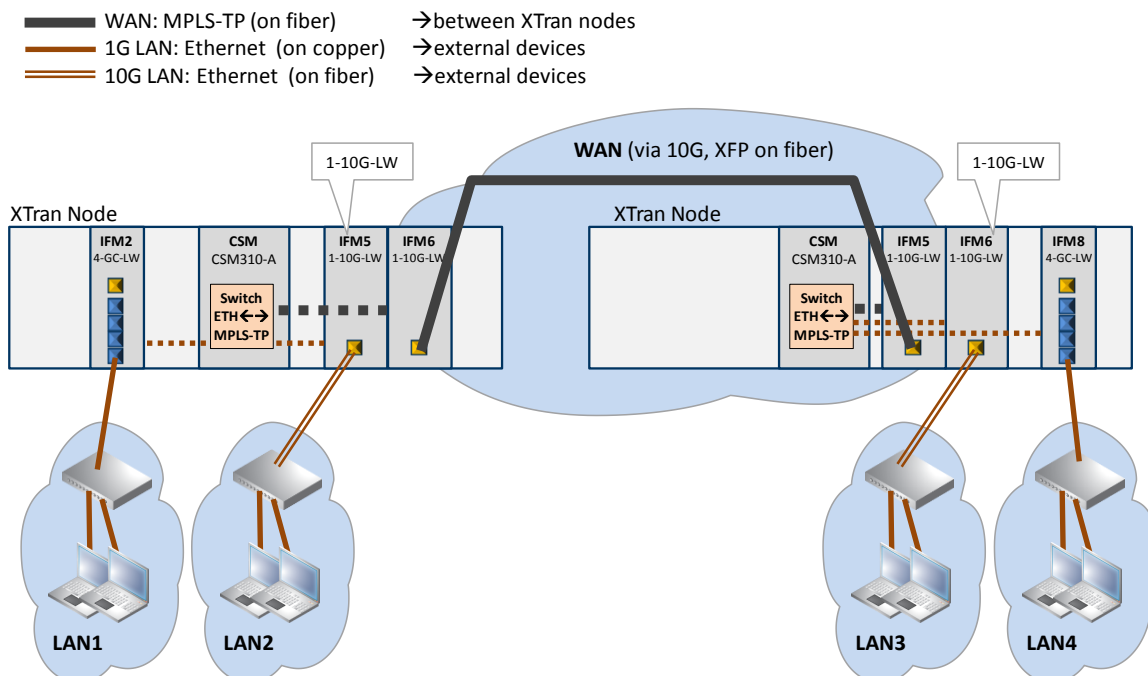 WAN: MPLS-TP (on fiber) →between XTran nodes
1G LAN: Ethernet (on copper) →external devices
10G LAN: Ethernet (on fiber) →external devices
WAN (via 10G, XFP on fiber)
1-10G-LW
1-10G-LW
XTran Node
XTran Node
IFM2
4-GC-LW
CSM
CSM310-A
IFM5
1-10G-LW
IFM6
1-10G-LW
Switch
ETH↔
MPLS-TP
CSM
CSM310-A
IFM5
1-10G-LW
IFM6
1-10G-LW
IFM8
4-GC-LW
Switch
ETH↔
MPLS-TP
LAN1
LAN2
LAN3
LAN4